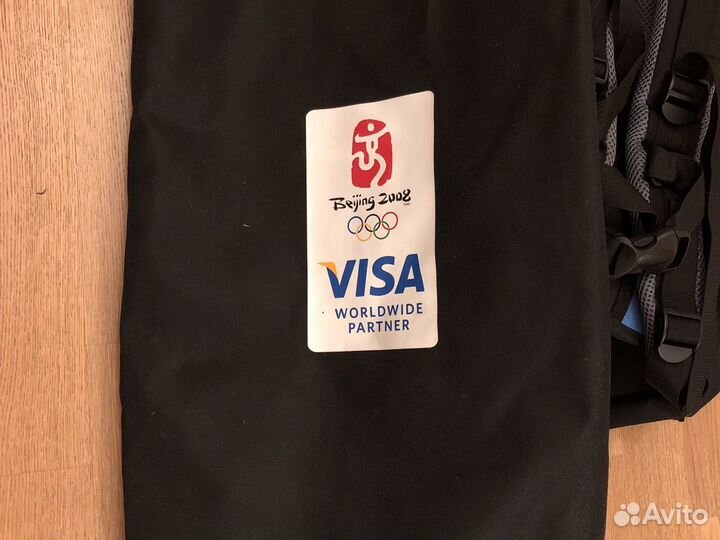 Beijing 2008
VISA
WORLDWIDE
PARTNER
Avito